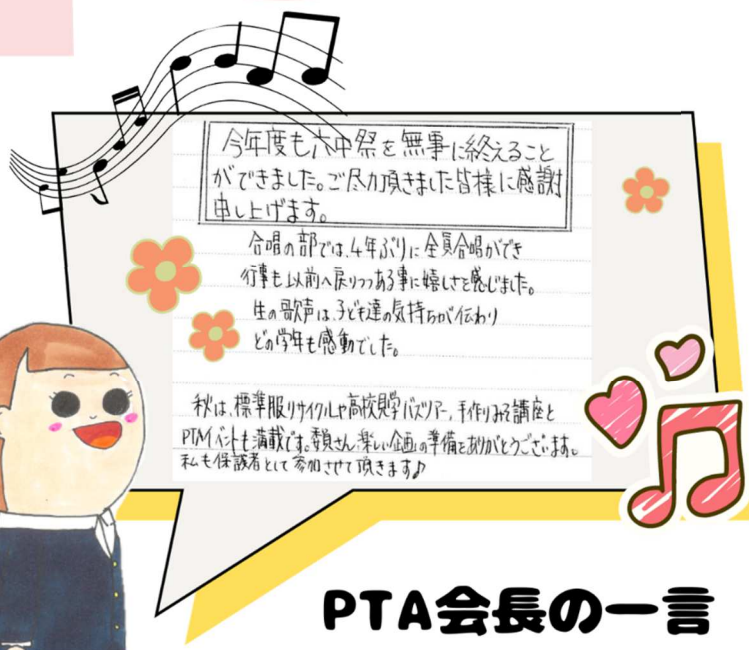 今年度も六中祭を無事に終えること
ができました。ご尽力頂きました皆様に感謝
申し上げます。
合唱の部では、4年ぶりに全員合唱ができ
行事も以前へ戻りつつある事に嬉しさを感じました。
生の歌声は、子ども達の気持ちが伝わり
どの学年も感動でした。
秋は、標準服リサイクルや高校見学バスツアー、手作りみそ講座と
PTAイベントも満載です。委員さん、楽しい企画の準備をありがとうございます。
私も保護者として参加させて頂きます♪
PTA会長の一言